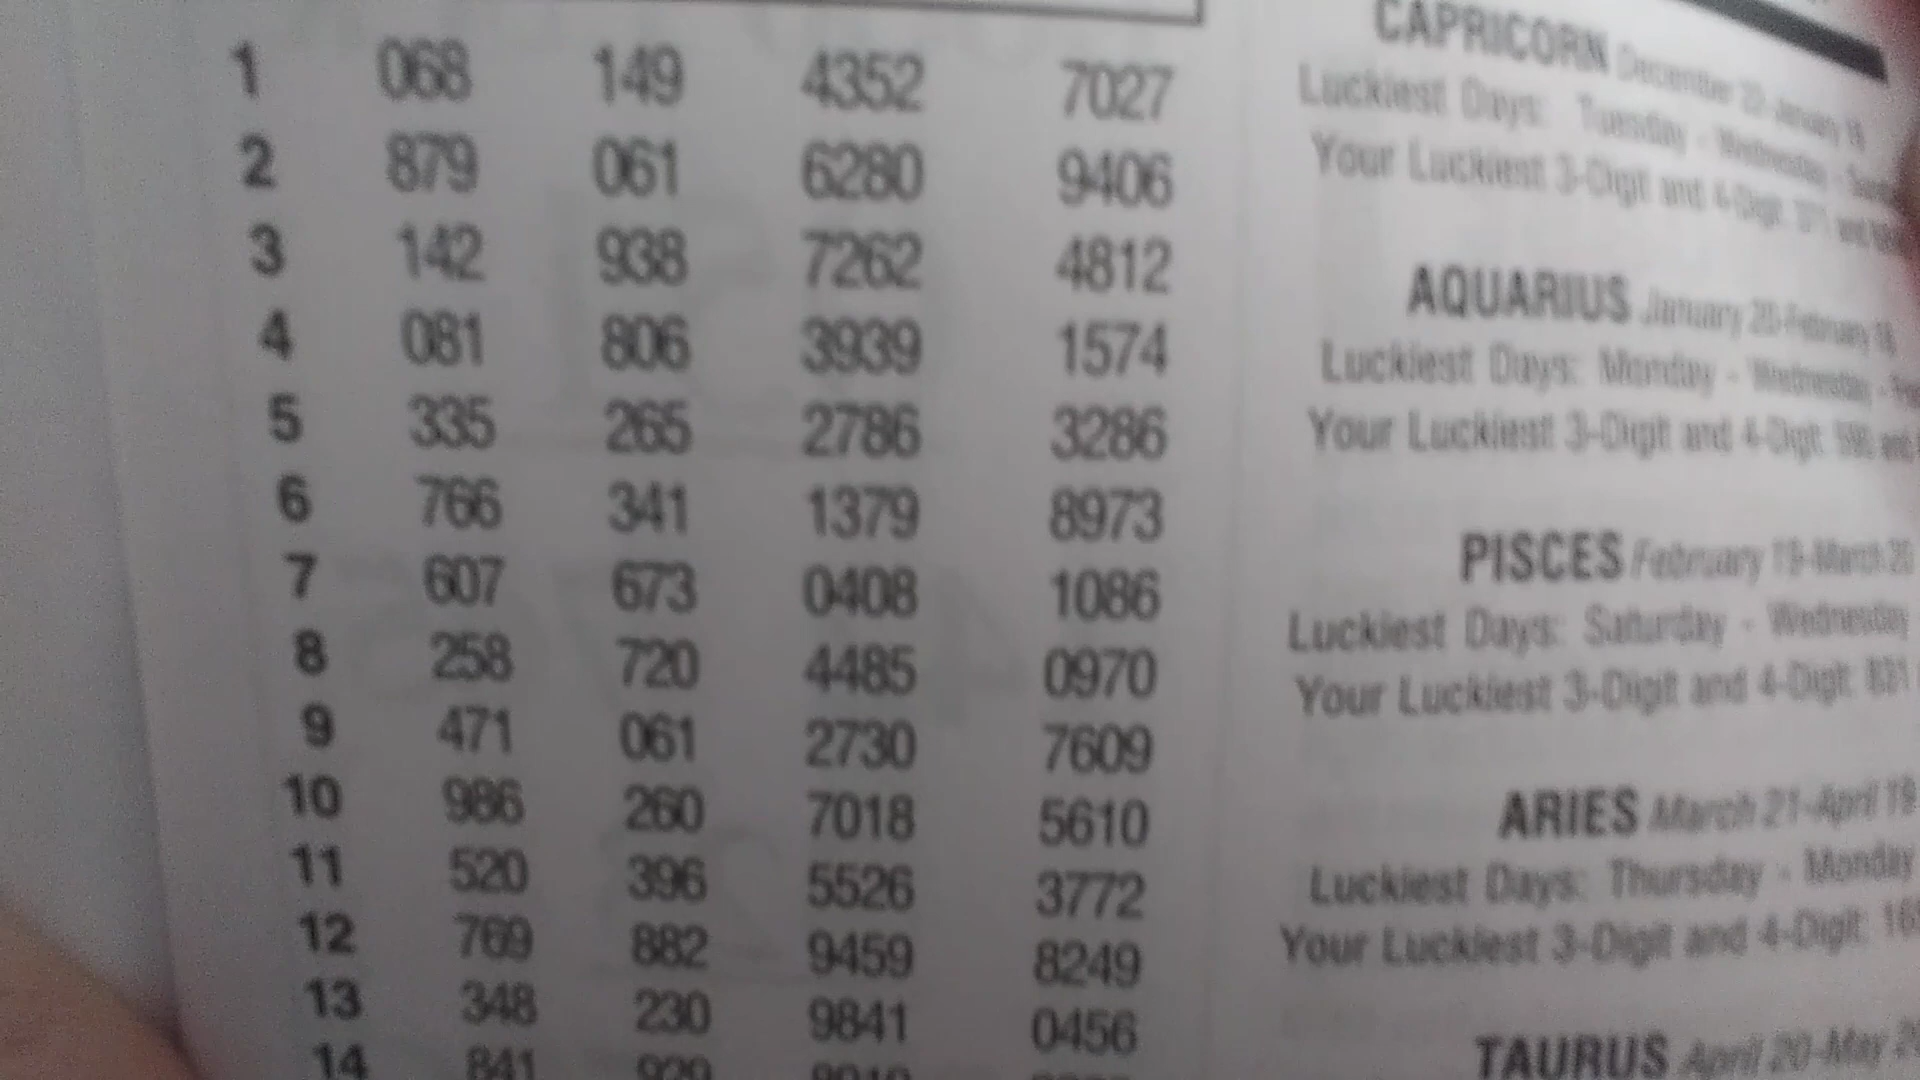 1 068 149 4352 7027
2 879 061 6280 9406
3 142 938 7262 4812
4 081 806 3939 1574
5 335 265 2786 3286
6 766 341 1379 8973
7 607 673 0408 1086
8 258 720 4485 0970
9 471 061 2730 7609
10 986 260 7018 5610
11 520 396 5526 3772
12 769 882 9459 8249
13 348 230 9841 0456
14 841
CAPRICORN December
Luckiest Days: Tuesday - Wednesday -
Your Luckiest 3-Digit and 4-Digit:
AQUARIUS January 20-February 18
Luckiest Days: Monday - Wednesday -
Your Luckiest 3-Digit and 4-Digit:
PISCES February 19-March 20
Luckiest Days: Saturday - Wednesday
Your Luckiest 3-Digit and 4-Digit:
ARIES March 21-April 19
Luckiest Days: Thursday - Monday
Your Luckiest 3-Digit and 4-Digit:
TAURUS April 20-May